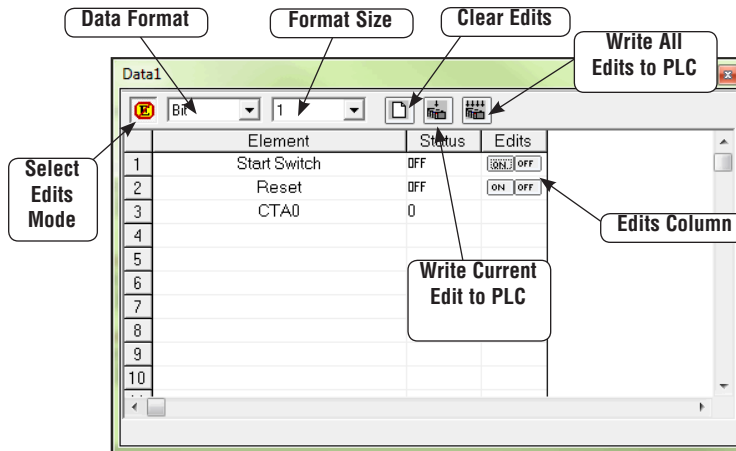 Data Format
Format Size
Clear Edits
Write All
Edits to PLC
Data1
E Bit 1
Element Status Edits
1 Start Switch OFF ON OFF
2 Reset OFF ON OFF
3 CTA0 0
4
5
6
7
8
9
10
Select
Edits
Mode
Edits Column
Write Current
Edit to PLC